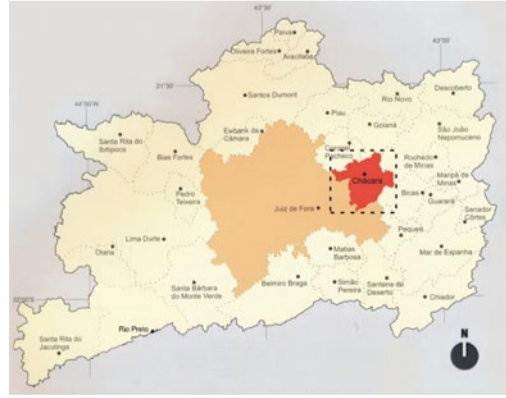 43°30'
Paiva
Oliveira Fortes
Aracitaba
43°00'
21°30'
Santos Dumont
Descoberto
Rio Novo
44°00'W
Piau
Goianá
São João
Nepomuceno
Ewbank da
Câmara
Santa Rita do
Ibitipoca
Bias Fortes
Coronel
Pacheco
Rochedo
de Minas
Chácara
Maripá de
Minas
Pedro
Teixeira
Bicas
Guarará
Juiz de Fora
Senador
Côrtes
Pequeri
Lima Duarte
Olaria
Matias
Barbosa
Mar de Espanha
Santa Bárbara
do Monte Verde
Belmiro Braga
Simão
Pereira
Santana de
Deserto
Chiador
Rio Preto
Santa Rita do
Jacutinga
N